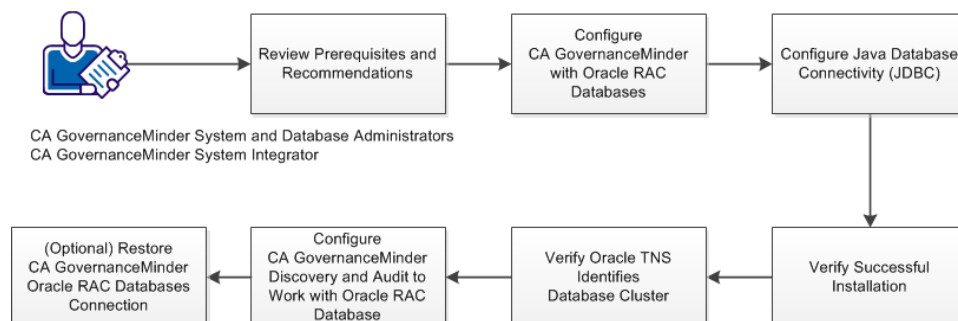 Review Prerequisites and
Recommendations
Configure
CA GovernanceMinder
with Oracle RAC
Databases
Configure Java Database
Connectivity (JDBC)
CA GovernanceMinder System and Database Administrators
CA GovernanceMinder System Integrator
(Optional) Restore
CA GovernanceMinder
Oracle RAC Databases
Connection
Configure
CA GovernanceMinder
Discovery and Audit to
Work with Oracle RAC
Database
Verify Oracle TNS
Identifies
Database Cluster
Verify Successful
Installation